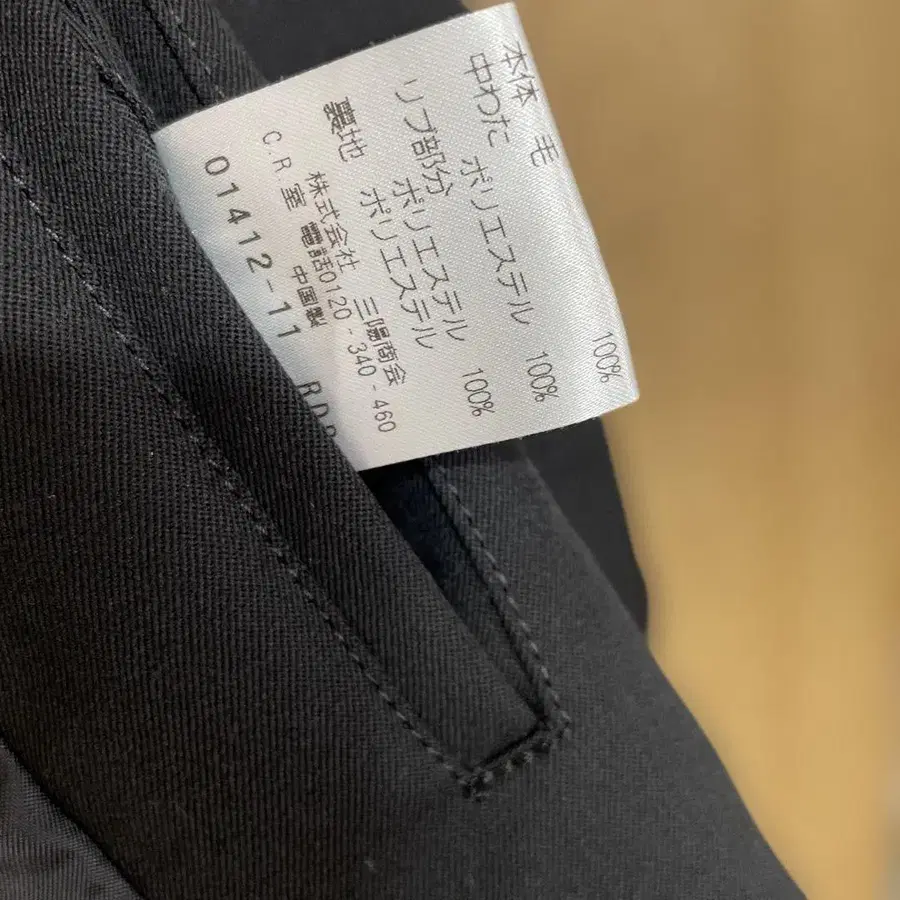 本体 毛 100%
中わた ポリエステル 100%
リブ部分 ポリエステル 100%
裏地 ポリエステル
株式会社 三陽商会
C.R室 電話0120-340-460
中国製
01412-11